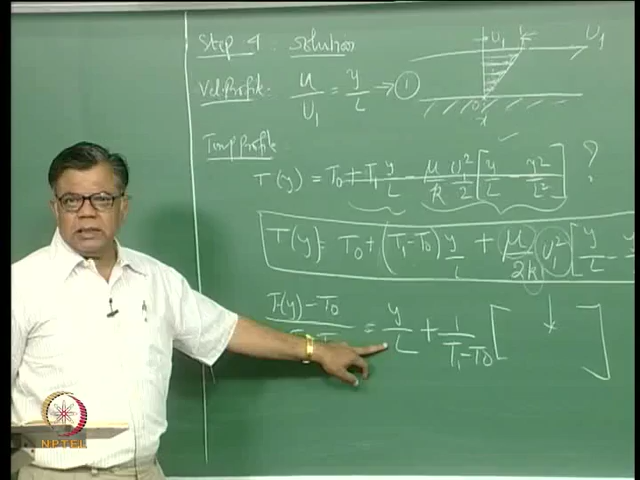 Step 4: Solution
U₁ U₁
Vel. Profile: u/U₁ = y/L → ①
Temp Profile
T(y) = T₀ + T₁ y/L - μ/k U₁²/2 [y/L y²/L²] ?
T(y) = T₀ + (T₁-T₀) y/L + μ/2k U₁² [y/L -
T(y) - T₀ = y/L + 1/T₁-T₀ [ ↓ ]
NPTEL